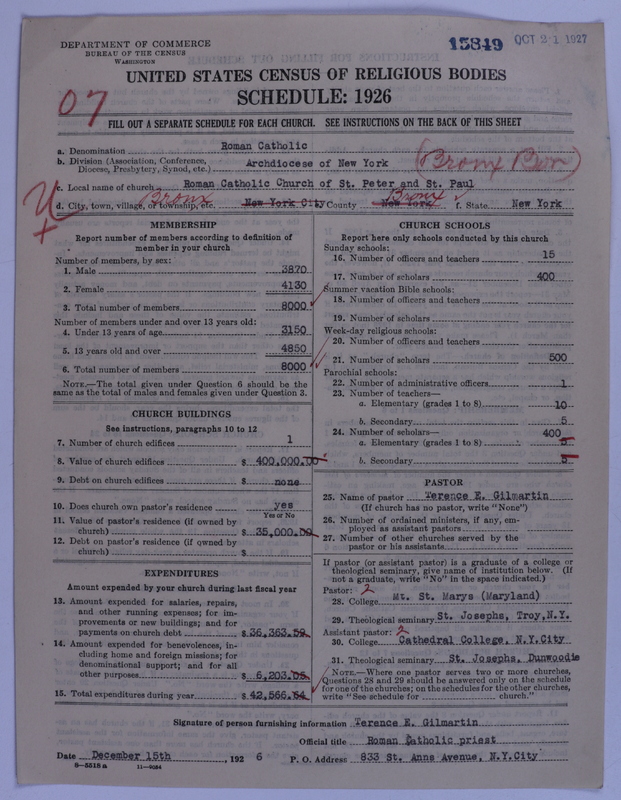 DEPARTMENT OF COMMERCE
BUREAU OF THE CENSUS
WASHINGTON
15849 OCT 21 1927
UNITED STATES CENSUS OF RELIGIOUS BODIES
SCHEDULE: 1926
07
FILL OUT A SEPARATE SCHEDULE FOR EACH CHURCH. SEE INSTRUCTIONS ON THE BACK OF THIS SHEET
a. Denomination Roman Catholic
b. Division (Association, Conference, Diocese, Presbytery, Synod, etc.) Archdiocese of New York
c. Local name of church Roman Catholic Church of St. Peter and St. Paul
d. City, town, village, or township, etc. New York City Bronx County New York Bronx f. State New York
MEMBERSHIP
Report number of members according to definition of
member in your church
Number of members, by sex:
1. Male 3870
2. Female 4130
3. Total number of members 8000
Number of members under and over 13 years old:
4. Under 13 years of age 3150
5. 13 years old and over 4850
6. Total number of members 8000
NOTE.—The total given under Question 6 should be the
same as the total of males and females given under Question 3.
CHURCH BUILDINGS
See instructions, paragraphs 10 to 12
7. Number of church edifices 1
8. Value of church edifices $ 400,000.00
9. Debt on church edifices $ none
10. Does church own pastor's residence yes
Yes or No
11. Value of pastor's residence (if owned by
church) $ 35,000.00
12. Debt on pastor's residence (if owned by
church) $
EXPENDITURES
Amount expended by your church during last fiscal year
13. Amount expended for salaries, repairs,
and other running expenses; for im-
provements or new buildings; and for
payments on church debt $ 36,363.59
14. Amount expended for benevolences, in-
cluding home and foreign missions; for
denominational support; and for all
other purposes $ 6,203.05
15. Total expenditures during year $ 42,566.64
CHURCH SCHOOLS
Report here only schools conducted by this church
Sunday schools:
16. Number of officers and teachers 15
17. Number of scholars 400
Summer vacation Bible schools:
18. Number of officers and teachers
19. Number of scholars
Week-day religious schools:
20. Number of officers and teachers
21. Number of scholars 500
Parochial schools:
22. Number of administrative officers 1
23. Number of teachers—
a. Elementary (grades 1 to 8) 10
b. Secondary 5
24. Number of scholars— 400
a. Elementary (grades 1 to 8) 5
b. Secondary 5
PASTOR
25. Name of pastor Terence E. Gilmartin
(If church has no pastor, write "None")
26. Number of ordained ministers, if any, em-
ployed as assistant pastors
27. Number of other churches served by the
pastor or his assistants
If pastor (or assistant pastor) is a graduate of a college or
theological seminary, give name of institution below. (If
not a graduate, write "No" in the space indicated.)
Pastor: 2
28. College Mt. St. Marys (Maryland)
29. Theological seminary St. Josephs, Troy, N.Y.
Assistant pastor: 2
30. College Cathedral College, N.Y.City
31. Theological seminary St. Josephs, Dunwoodie
NOTE.—Where one pastor serves two or more churches,
Questions 28 and 29 should be answered only on the schedule
for one of the churches; on the schedules for the other churches,
write "See schedule for church."
Signature of person furnishing information Terence E. Gilmartin
Official title Roman Catholic priest
Date December 15th, 1926 P. O. Address 833 St. Anns Avenue, N.Y.City
8-5518 a 11-9034